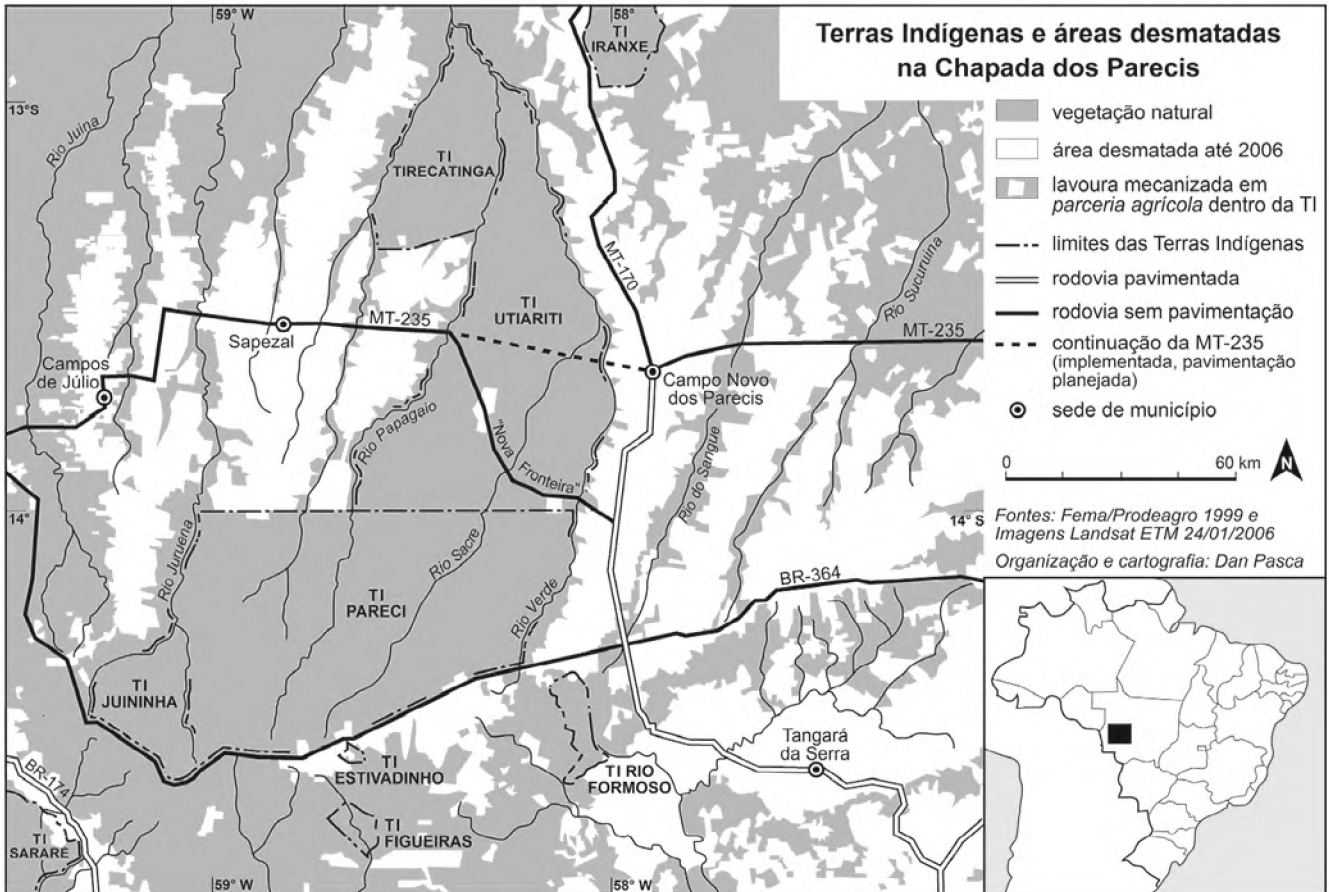 59° W
58°
TI
IRANXE
Terras Indígenas e áreas desmatadas
na Chapada dos Parecis
13°S
Rio Juina
TI
TIRECATINGA
vegetação natural
área desmatada até 2006
lavoura mecanizada em
parceria agrícola dentro da TI
limites das Terras Indígenas
rodovia pavimentada
rodovia sem pavimentação
continuação da MT-235
(implementada, pavimentação
planejada)
sede de município
MT-170
Rio Sucuruina
TI
UTIARITI
MT-235
MT-235
Sapezal
Campos
de Júlio
Campo Novo
dos Parecis
Rio Papagaio
"Nova
Fronteira"
Rio do Sangue
0
60 km
N
14°
14° S
Fontes: Fema/Prodeagro 1999 e
Imagens Landsat ETM 24/01/2006
Organização e cartografia: Dan Pasca
Rio Juruena
Rio Sacre
BR-364
TI
PARECI
Rio Verde
TI
JUININHA
Tangará
da Serra
TI
ESTIVADINHO
TI RIO
FORMOSO
BR-174
TI
FIGUEIRAS
TI
SARARÉ
59° W
58° W